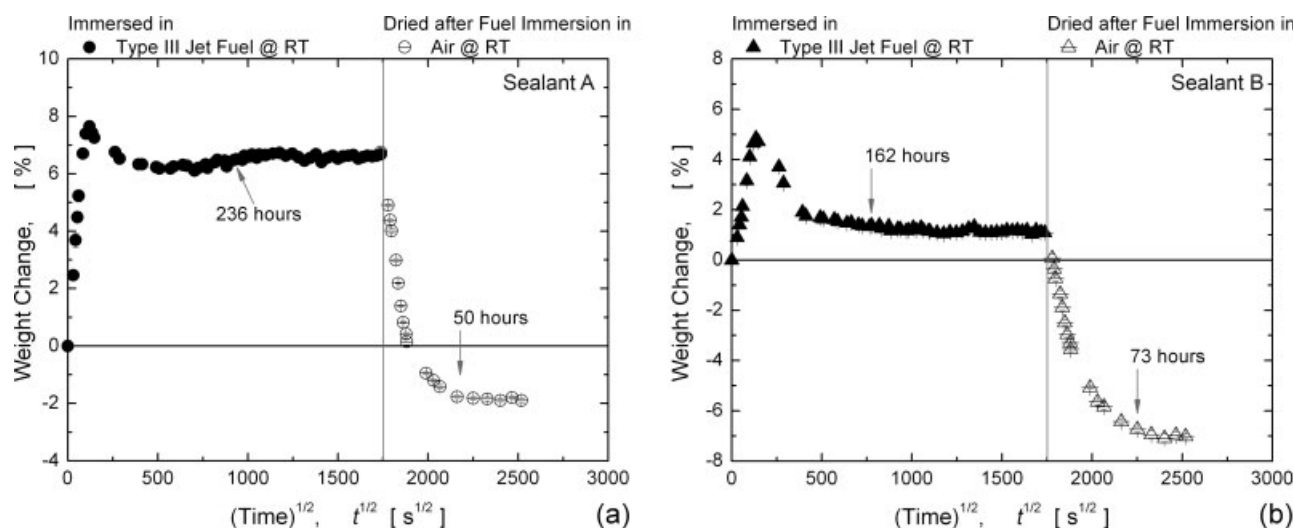 Immersed in
Dried after Fuel Immersion in
● Type III Jet Fuel @ RT
Air @ RT
10
8
6
4
2
0
-2
-4
Weight Change, [ % ]
Sealant A
236 hours
50 hours
0 500 1000 1500 2000 2500 3000
(Time)^1/2, t^1/2 [ s^1/2 ]
(a)
Immersed in
Dried after Fuel Immersion in
▲ Type III Jet Fuel @ RT
Air @ RT
8
6
4
2
0
-2
-4
-6
-8
Weight Change, [ % ]
Sealant B
162 hours
73 hours
0 500 1000 1500 2000 2500 3000
(Time)^1/2, t^1/2 [ s^1/2 ]
(b)